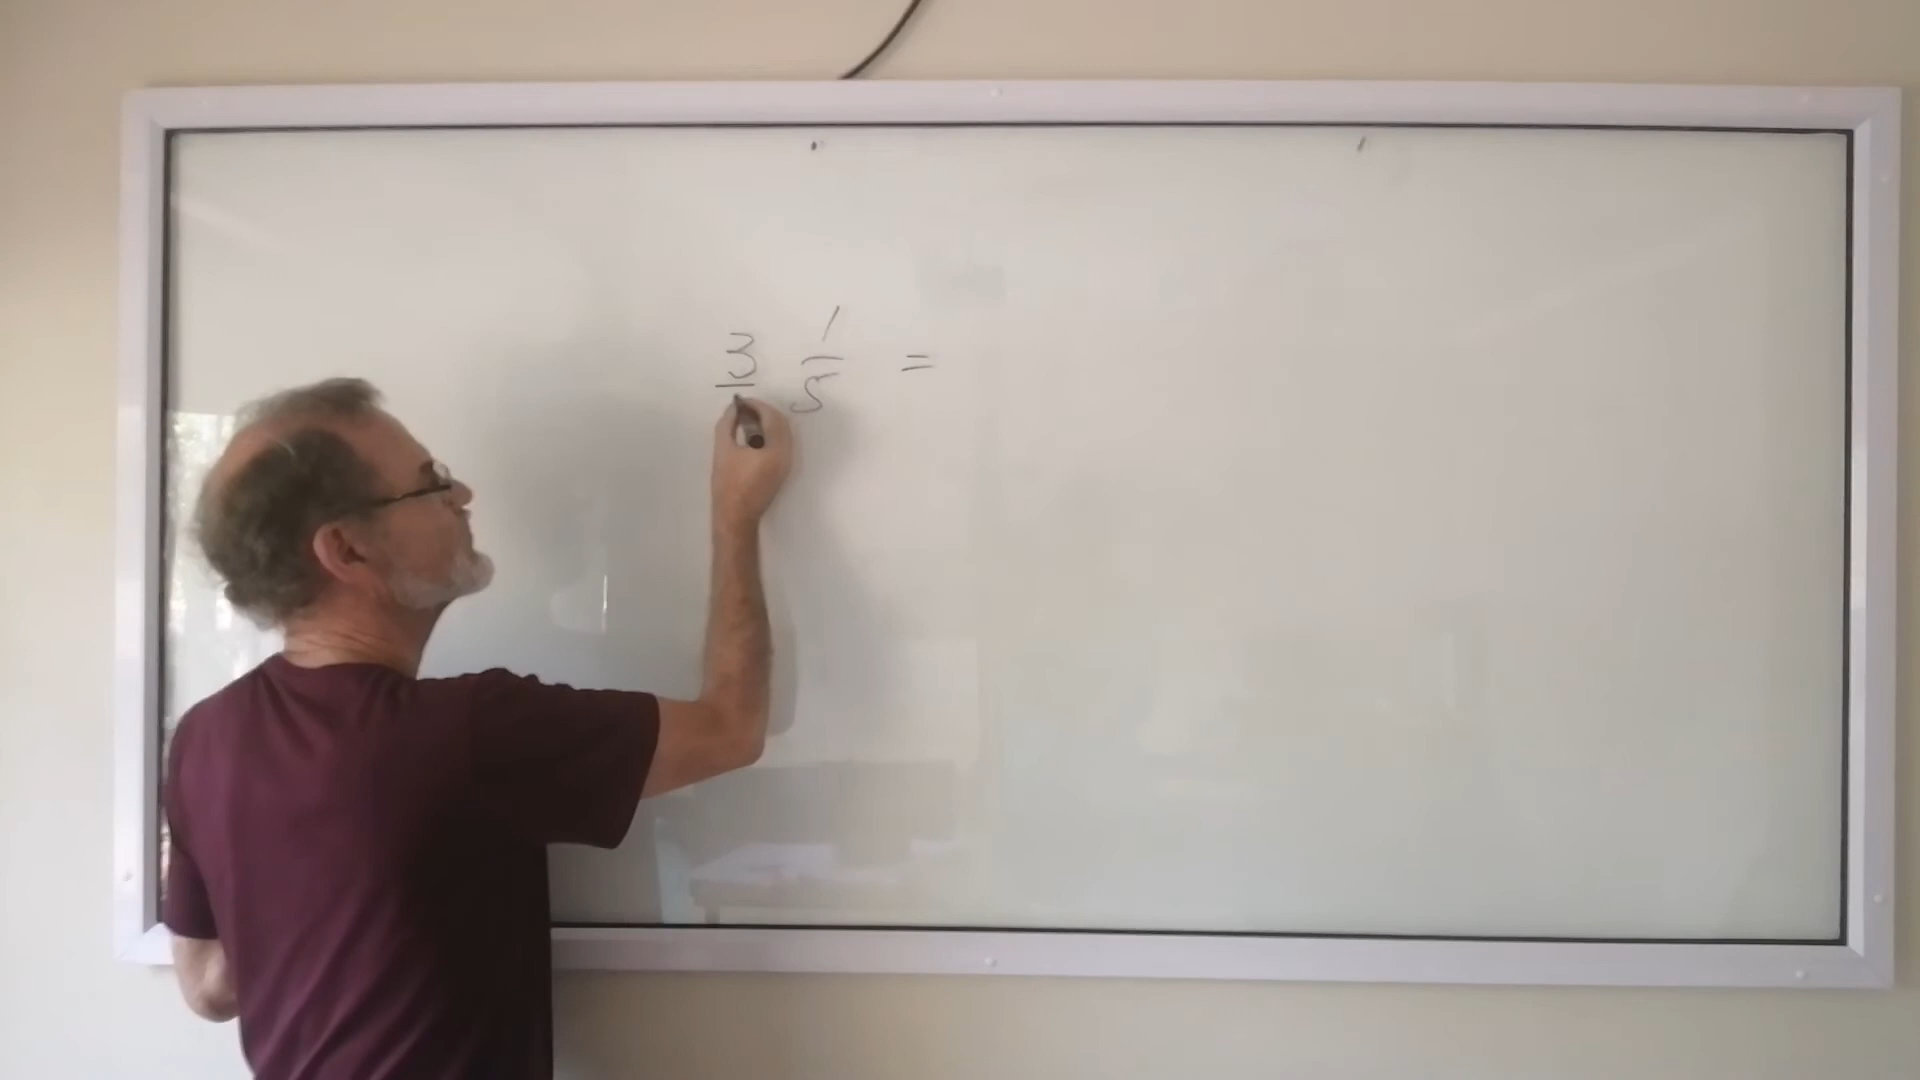 3/ 1/5 =